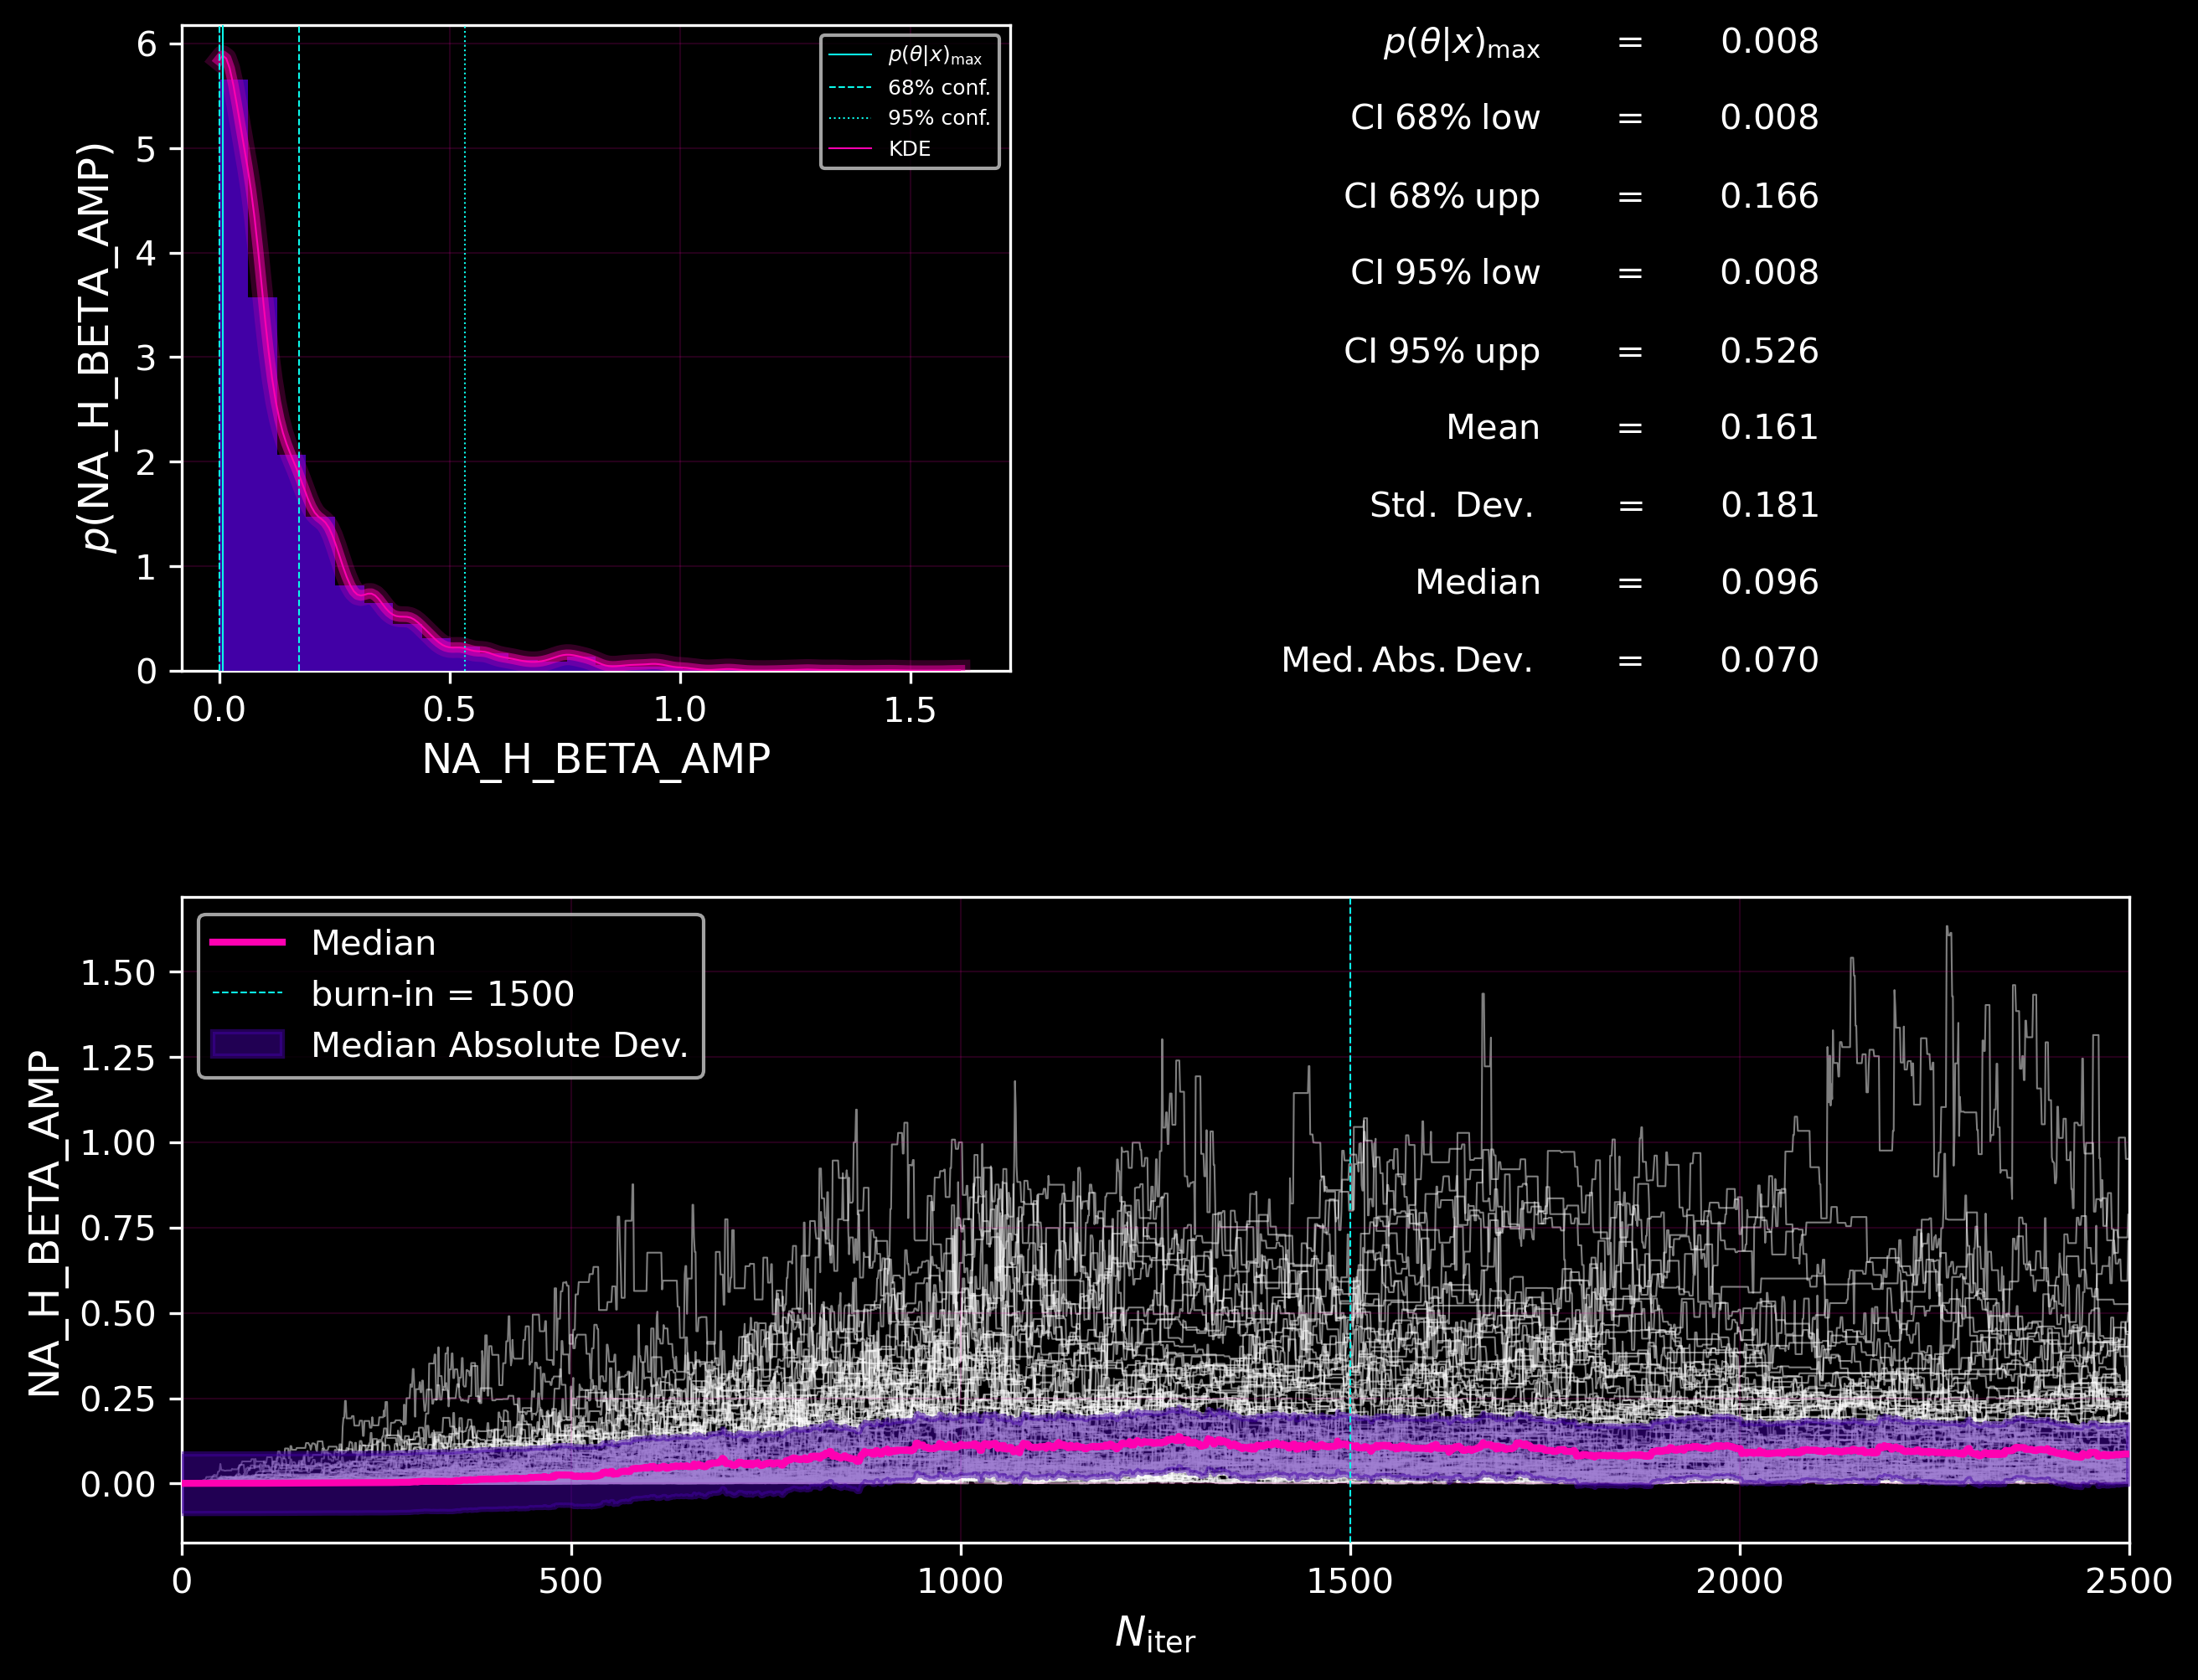 6
5
4
3
2
1
0
p(NA_H_BETA_AMP)
p(θ|x)max
68% conf.
95% conf.
KDE
0.0 0.5 1.0 1.5
NA_H_BETA_AMP
p(θ|x)max = 0.008
CI 68% low = 0.008
CI 68% upp = 0.166
CI 95% low = 0.008
CI 95% upp = 0.526
Mean = 0.161
Std. Dev. = 0.181
Median = 0.096
Med. Abs. Dev. = 0.070
1.50
1.25
1.00
0.75
0.50
0.25
0.00
NA_H_BETA_AMP
Median
burn-in = 1500
Median Absolute Dev.
0 500 1000 1500 2000 2500
Niter